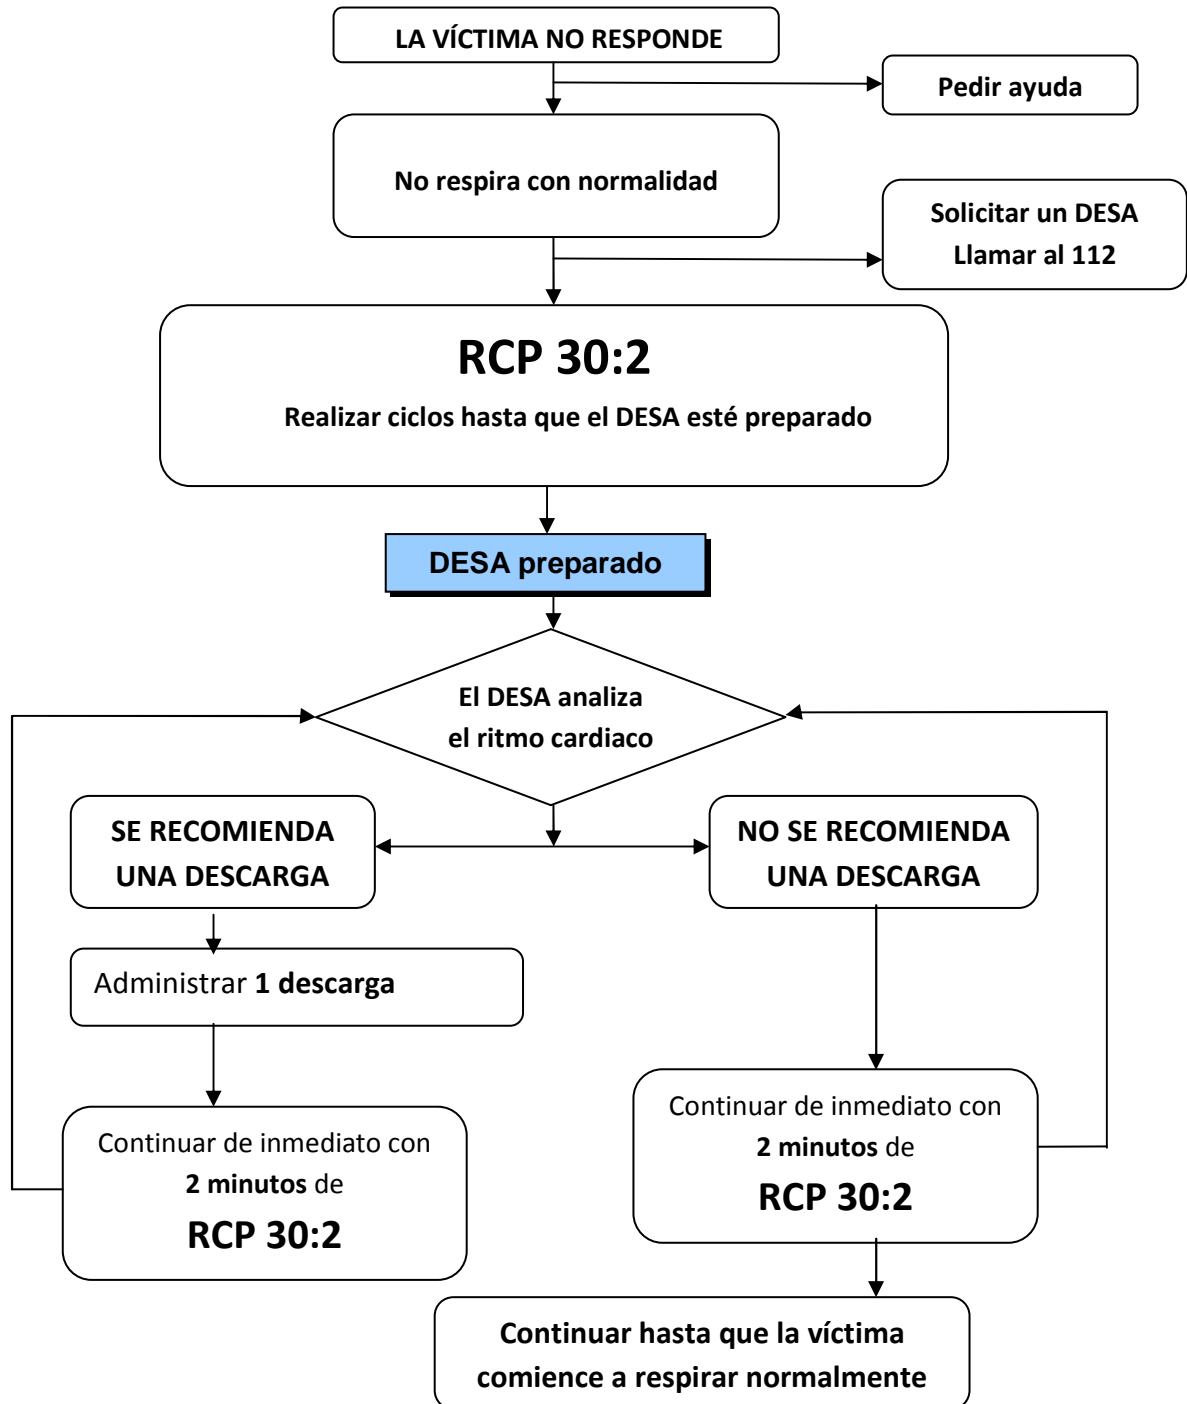 LA VÍCTIMA NO RESPONDE
Pedir ayuda
No respira con normalidad
Solicitar un DESA
Llamar al 112
RCP 30:2
Realizar ciclos hasta que el DESA esté preparado
DESA preparado
El DESA analiza
el ritmo cardiaco
SE RECOMIENDA
UNA DESCARGA
NO SE RECOMIENDA
UNA DESCARGA
Administrar 1 descarga
Continuar de inmediato con
2 minutos de
RCP 30:2
Continuar de inmediato con
2 minutos de
RCP 30:2
Continuar hasta que la víctima
comience a respirar normalmente